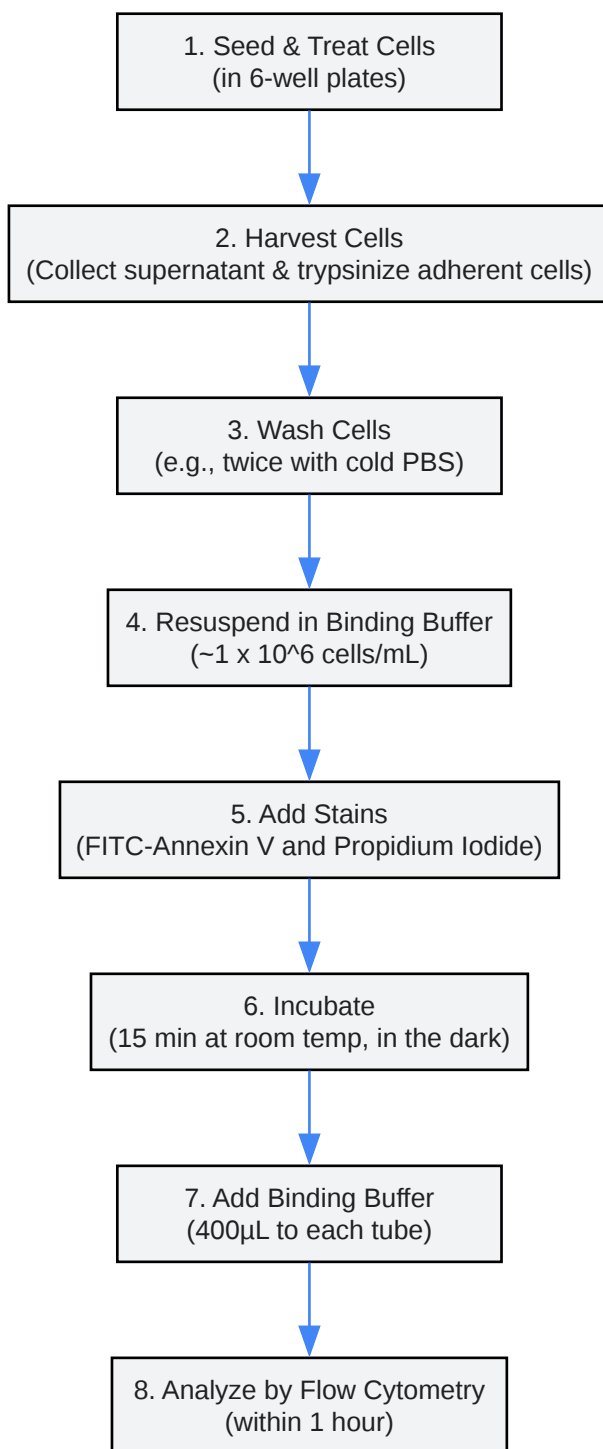 1. Seed & Treat Cells
(in 6-well plates)
2. Harvest Cells
(Collect supernatant & trypsinize adherent cells)
3. Wash Cells
(e.g., twice with cold PBS)
4. Resuspend in Binding Buffer
(~1 x 10^6 cells/mL)
5. Add Stains
(FITC-Annexin V and Propidium Iodide)
6. Incubate
(15 min at room temp, in the dark)
7. Add Binding Buffer
(400µL to each tube)
8. Analyze by Flow Cytometry
(within 1 hour)